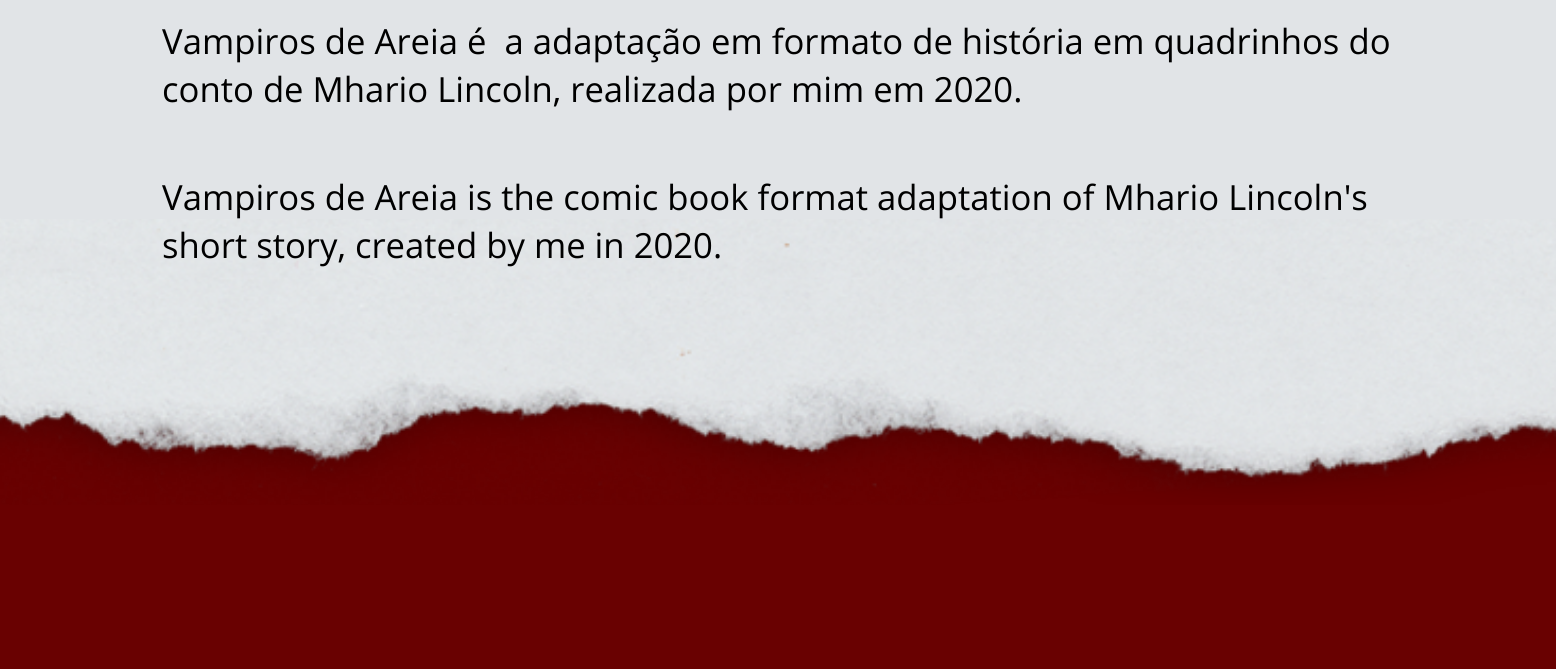 Vampiros de Areia é  a adaptação em formato de história em quadrinhos do
conto de Mhario Lincoln, realizada por mim em 2020.
Vampiros de Areia is the comic book format adaptation of Mhario Lincoln's
short story, created by me in 2020.